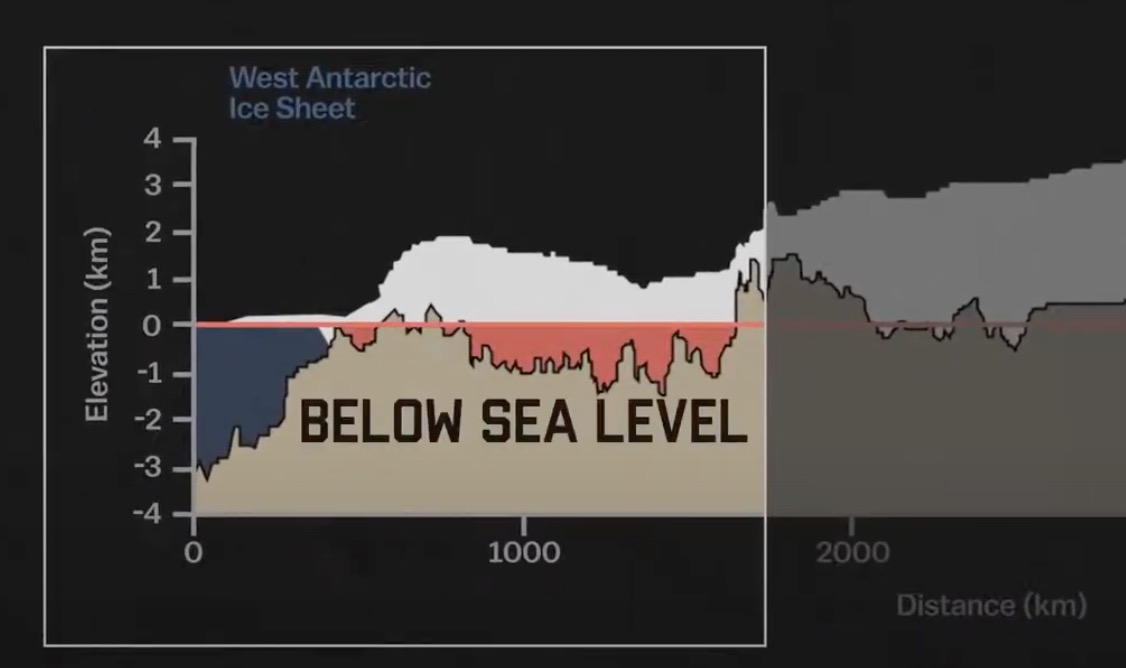 West Antarctic
Ice Sheet
4
3
2
1
0
-1
-2
-3
-4
Elevation (km)
BELOW SEA LEVEL
0
1000
2000
Distance (km)